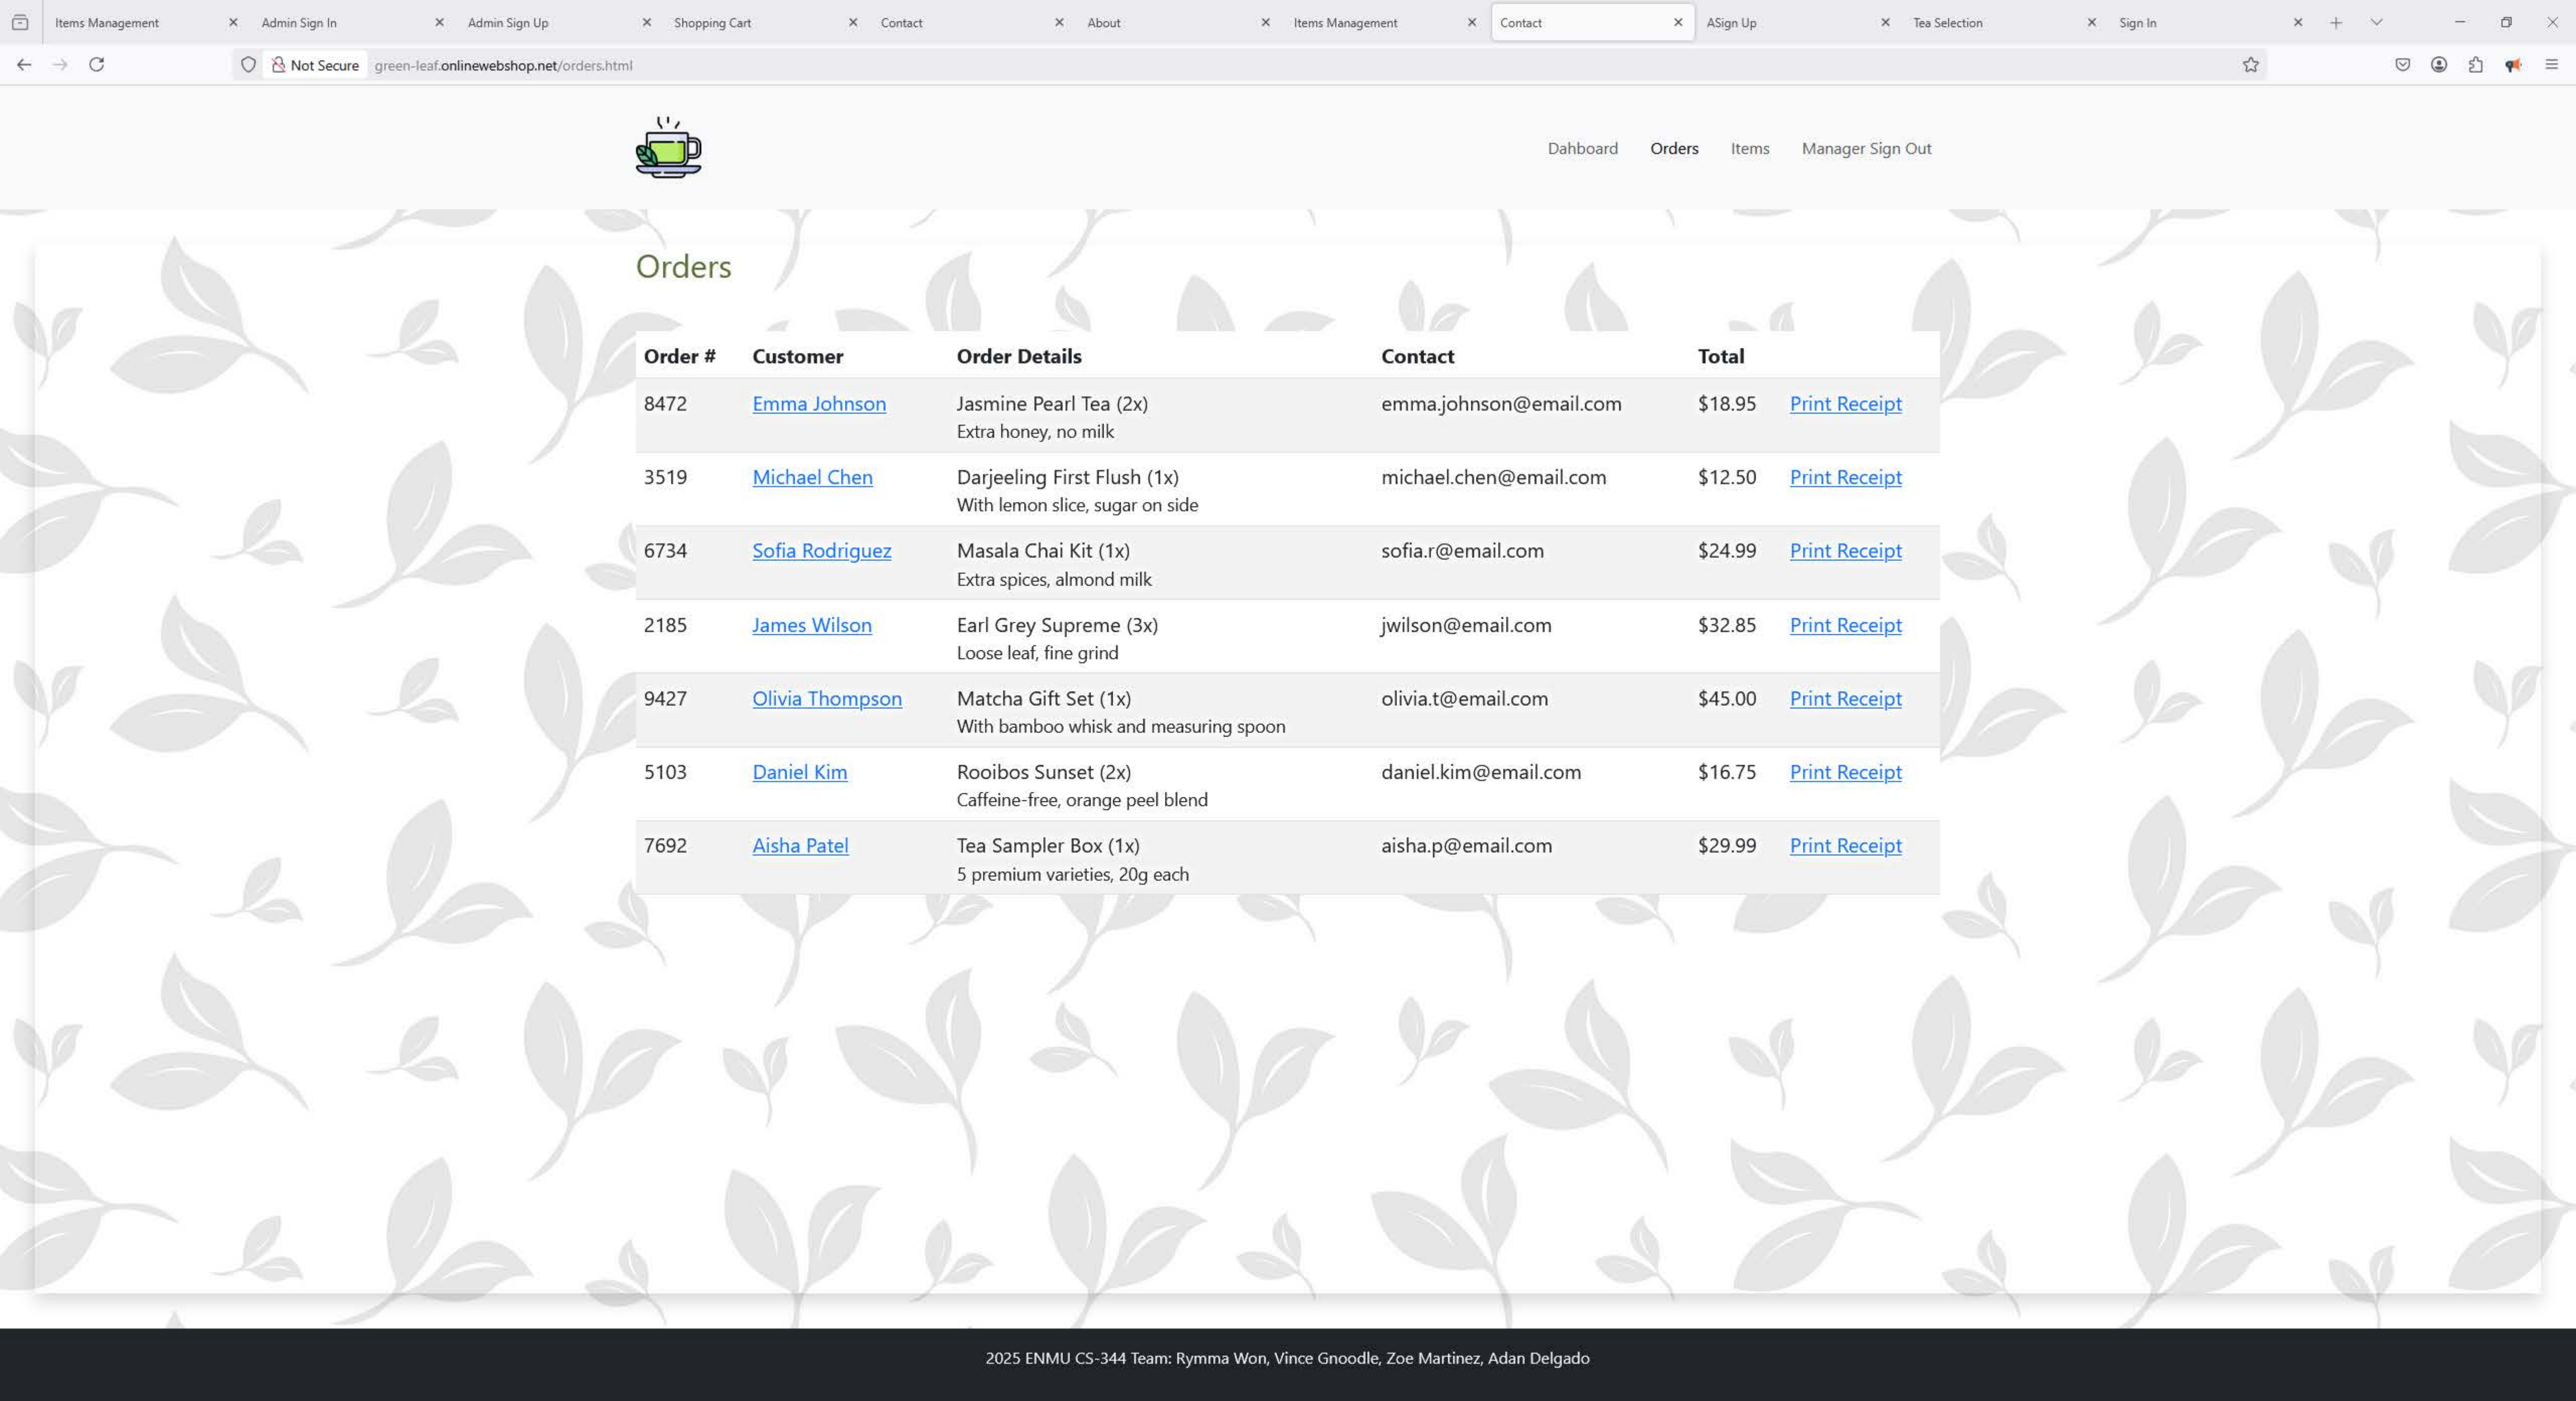 Items Management
Admin Sign In
Admin Sign Up
Shopping Cart
Contact
About
Items Management
Contact
ASign Up
Tea Selection
Sign In
Not Secure green-leaf.onlinewebshop.net/orders.html
Dahboard Orders Items Manager Sign Out
Orders
Order # Customer Order Details Contact Total
8472 Emma Johnson Jasmine Pearl Tea (2x) emma.johnson@email.com $18.95 Print Receipt
Extra honey, no milk
3519 Michael Chen Darjeeling First Flush (1x) michael.chen@email.com $12.50 Print Receipt
With lemon slice, sugar on side
6734 Sofia Rodriguez Masala Chai Kit (1x) sofia.r@email.com $24.99 Print Receipt
Extra spices, almond milk
2185 James Wilson Earl Grey Supreme (3x) jwilson@email.com $32.85 Print Receipt
Loose leaf, fine grind
9427 Olivia Thompson Matcha Gift Set (1x) olivia.t@email.com $45.00 Print Receipt
With bamboo whisk and measuring spoon
5103 Daniel Kim Rooibos Sunset (2x) daniel.kim@email.com $16.75 Print Receipt
Caffeine-free, orange peel blend
7692 Aisha Patel Tea Sampler Box (1x) aisha.p@email.com $29.99 Print Receipt
5 premium varieties, 20g each
2025 ENMU CS-344 Team: Rymma Won, Vince Gnoodle, Zoe Martinez, Adan Delgado